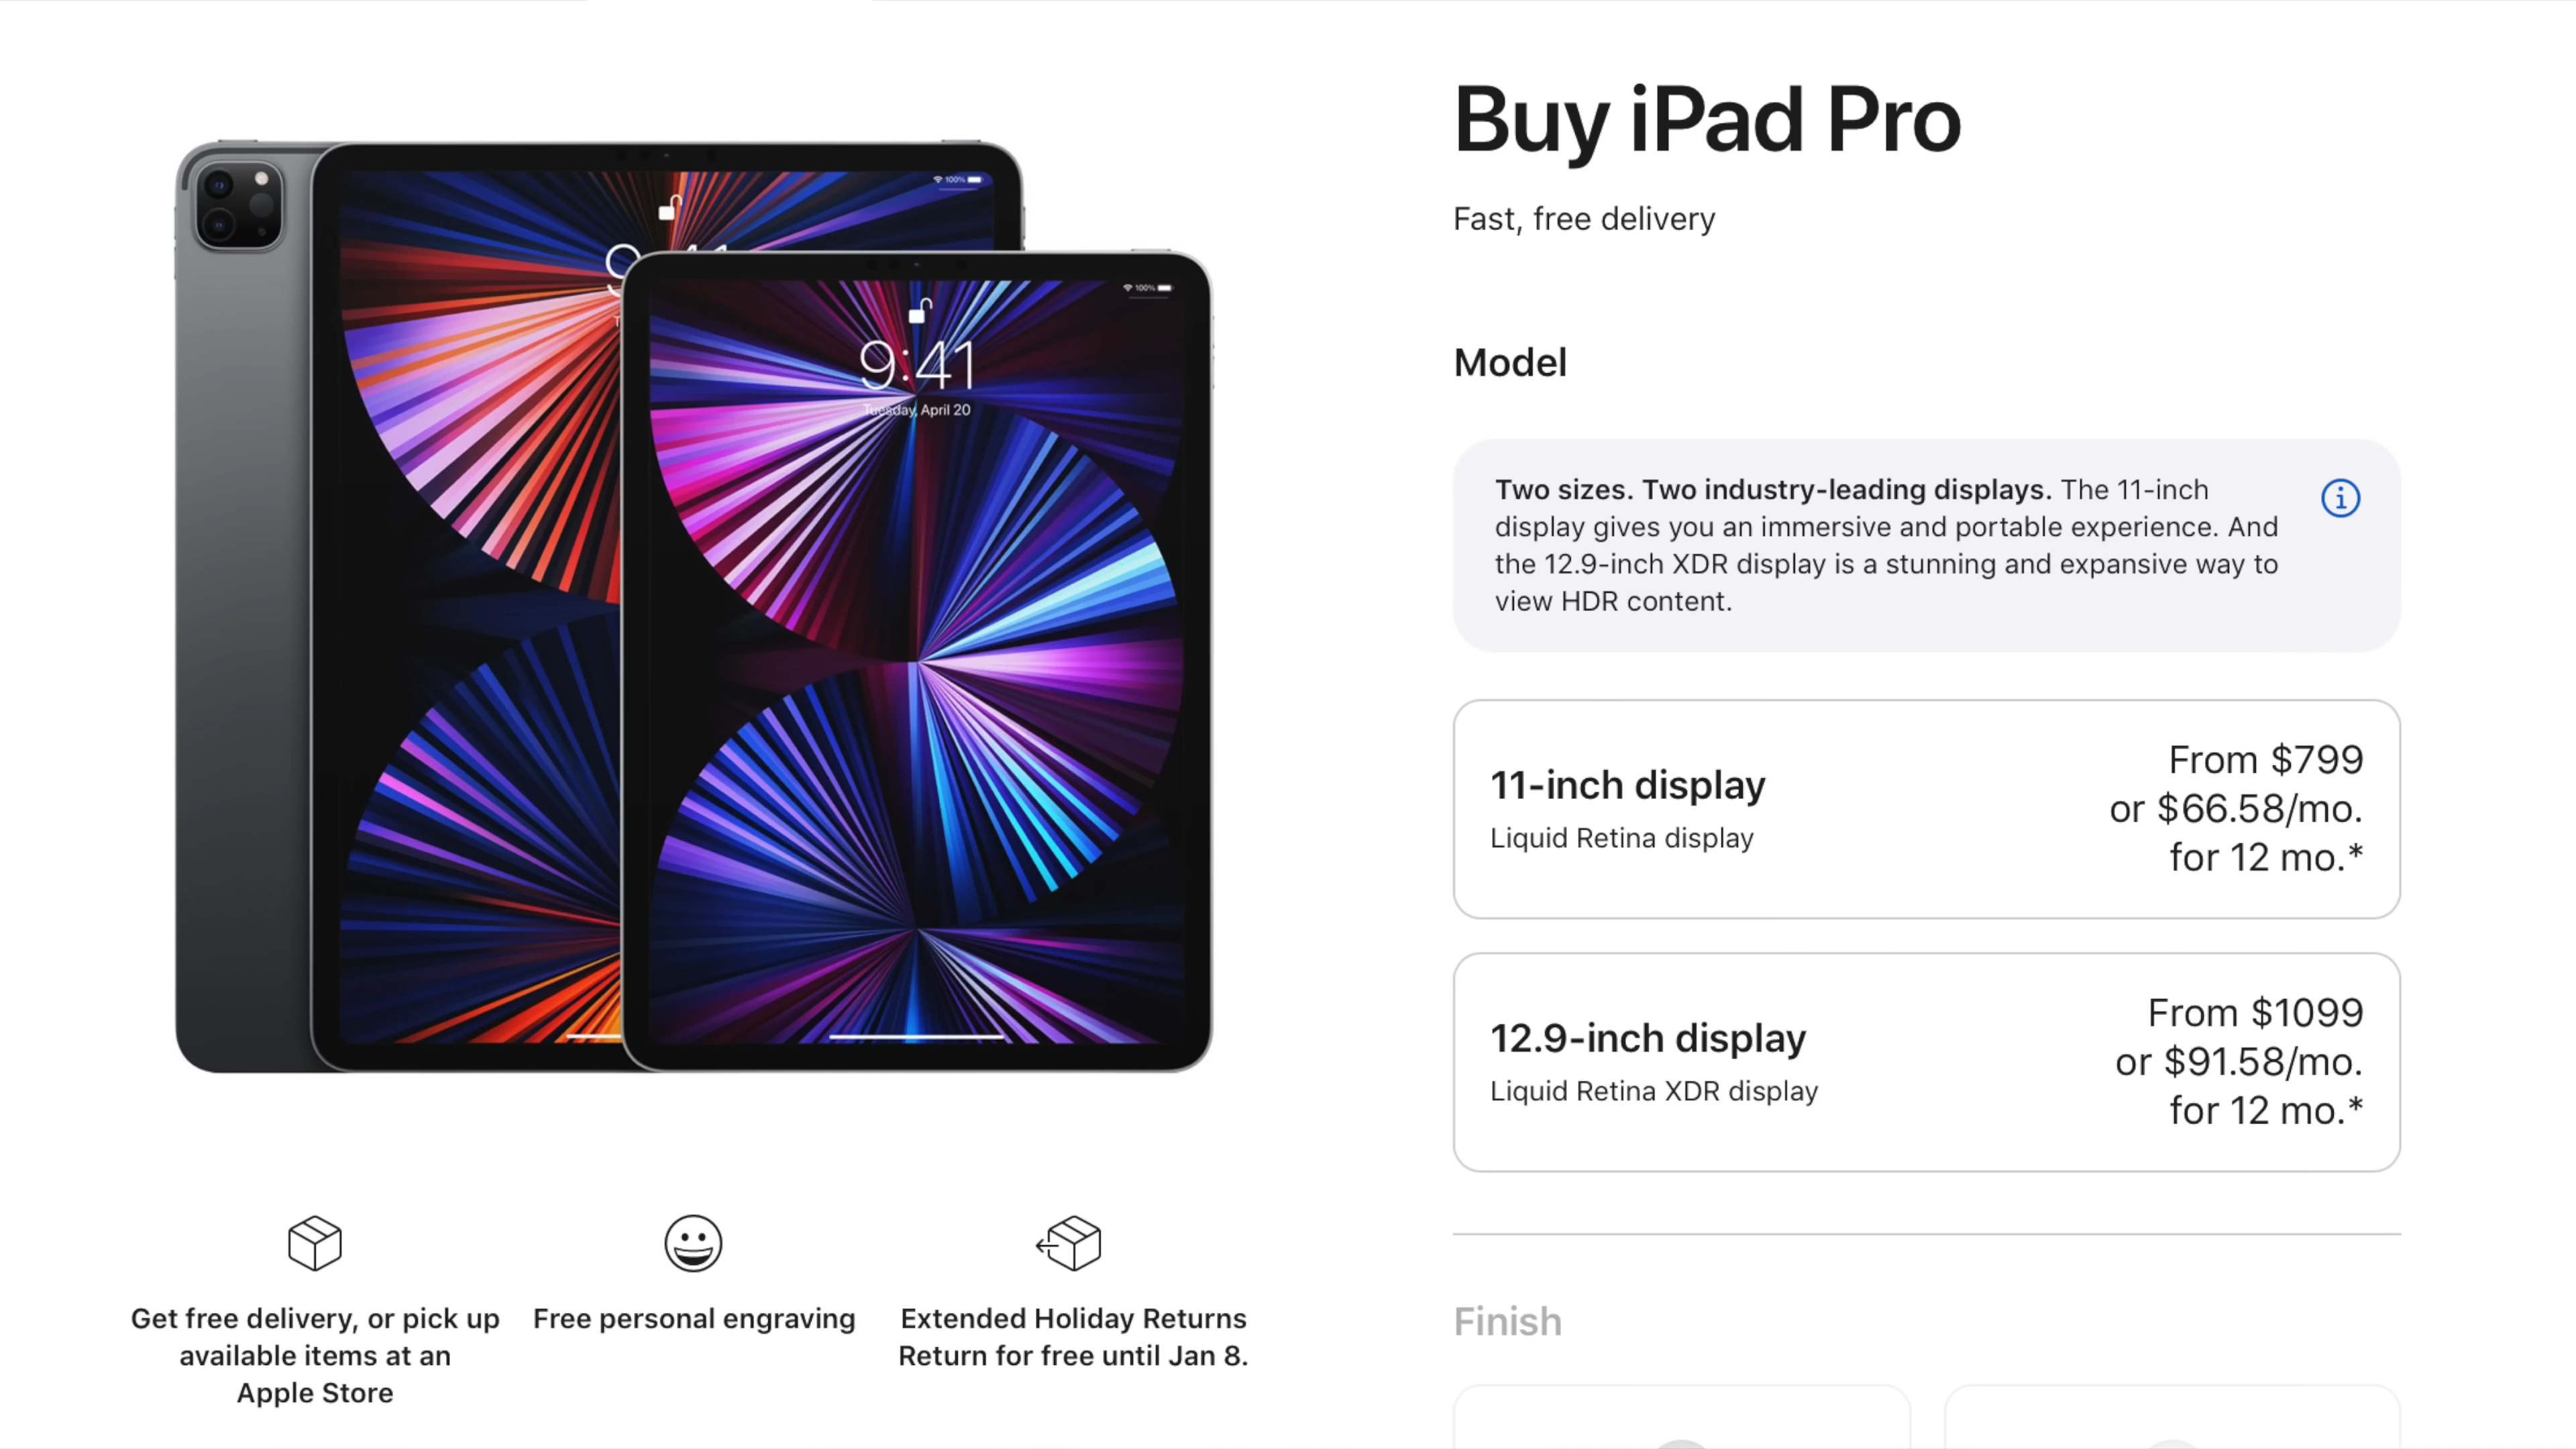 100%
100%
9:41
Tuesday, April 20
Get free delivery, or pick up
available items at an
Apple Store
Free personal engraving
Extended Holiday Returns
Return for free until Jan 8.
Buy iPad Pro
Fast, free delivery
Model
Two sizes. Two industry-leading displays. The 11-inch
display gives you an immersive and portable experience. And
the 12.9-inch XDR display is a stunning and expansive way to
view HDR content.
11-inch display
Liquid Retina display
From $799
or $66.58/mo.
for 12 mo.*
12.9-inch display
Liquid Retina XDR display
From $1099
or $91.58/mo.
for 12 mo.*
Finish